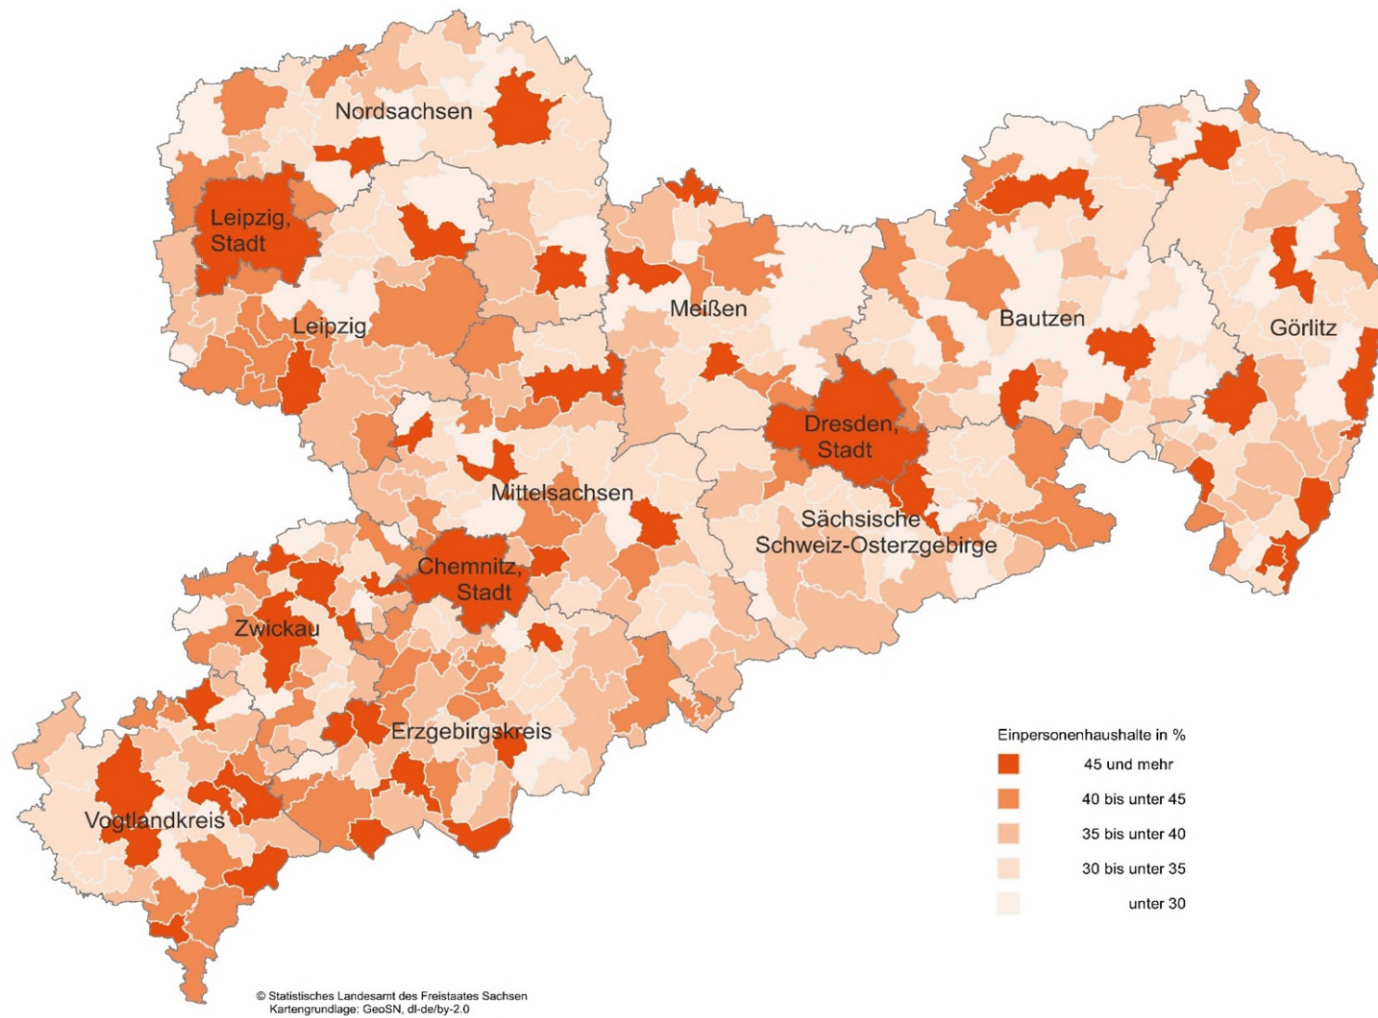 Nordsachsen
Leipzig,
Stadt
Leipzig
Meißen
Bautzen
Görlitz
Dresden,
Stadt
Mittelsachsen
Sächsische
Schweiz-Osterzgebirge
Chemnitz,
Stadt
Zwickau
Erzgebirgskreis
Vogtlandkreis
Einpersonenhaushalte in %
45 und mehr
40 bis unter 45
35 bis unter 40
30 bis unter 35
unter 30
© Statistisches Landesamt des Freistaates Sachsen
Kartengrundlage: GeoSN, dl-de/by-2.0